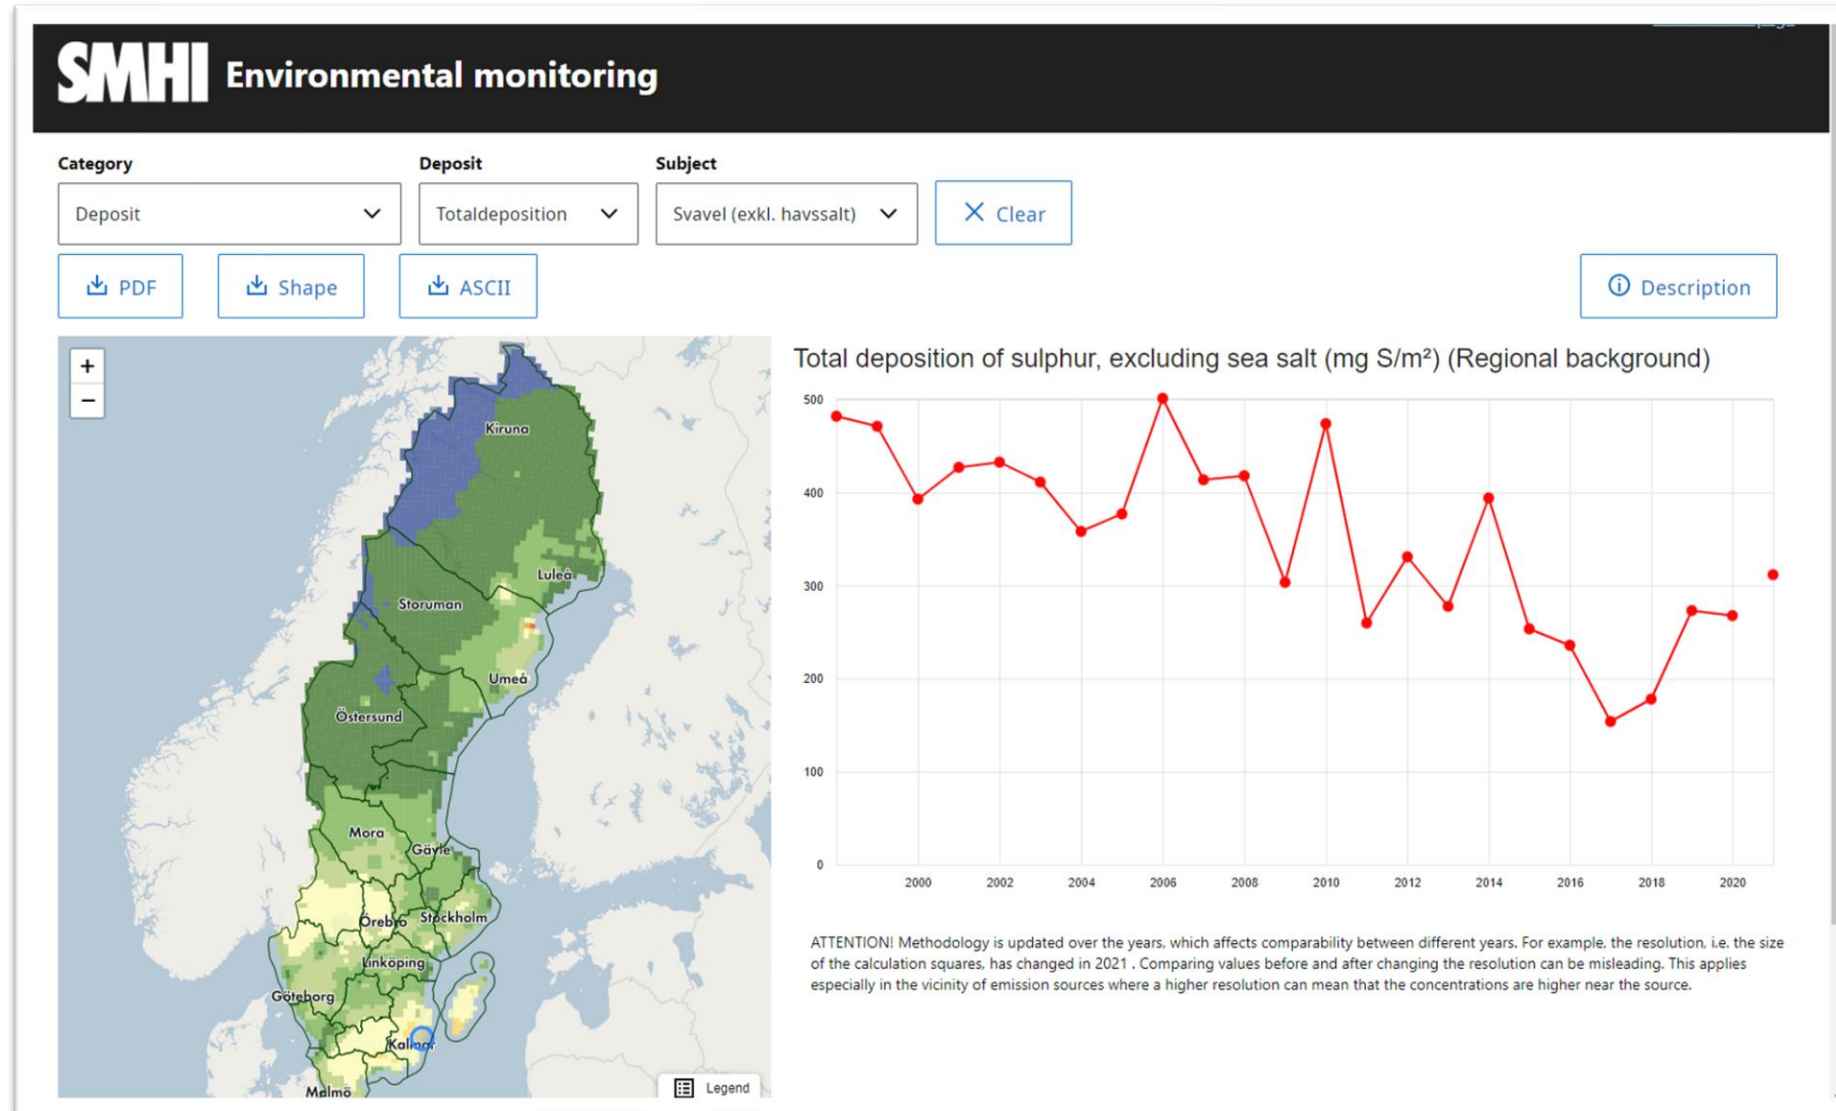 SMHI Environmental monitoring
Category Deposit Subject
Deposit Totaldeposition Svavel (exkl. havssalt) Clear
PDF Shape ASCII Description
+
−
Total deposition of sulphur, excluding sea salt (mg S/m²) (Regional background)
500
400
300
200
100
0
2000 2002 2004 2006 2008 2010 2012 2014 2016 2018 2020
Kiruna
Luleå
Storuman
Umeå
Östersund
Mora
Gävle
Örebro Stockholm
Linköping
Göteborg
Kalmar
Malmö
Legend
ATTENTION! Methodology is updated over the years, which affects comparability between different years. For example, the resolution, i.e. the size
of the calculation squares, has changed in 2021 . Comparing values before and after changing the resolution can be misleading. This applies
especially in the vicinity of emission sources where a higher resolution can mean that the concentrations are higher near the source.